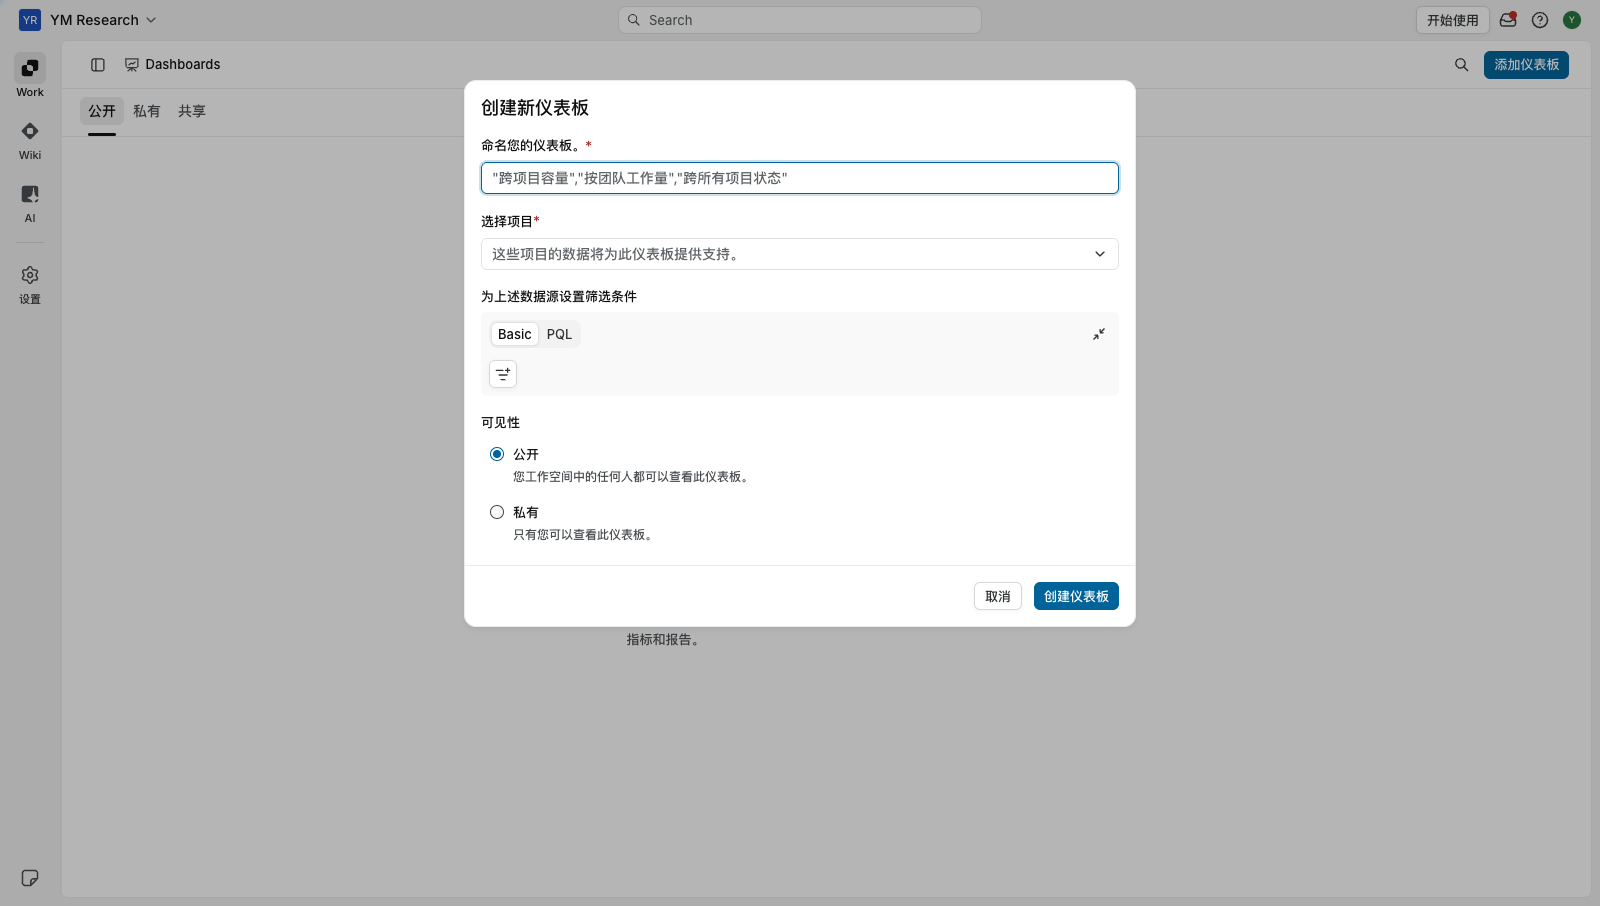 YR YM Research
Search
开始使用
Y
Dashboards
添加仪表板
公开 私有 共享
Work
Wiki
AI
设置
创建新仪表板
命名您的仪表板。*
"跨项目容量","按团队工作量","跨所有项目状态"
选择项目*
这些项目的数据将为此仪表板提供支持。
为上述数据源设置筛选条件
Basic PQL
可见性
公开
您工作空间中的任何人都可以查看此仪表板。
私有
只有您可以查看此仪表板。
取消 创建仪表板
指标和报告。